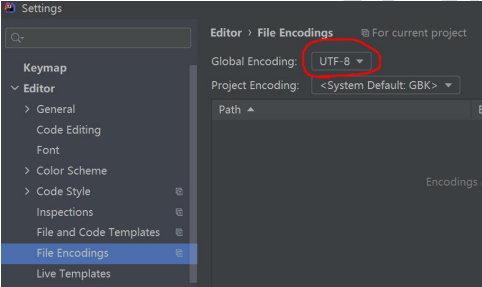 Settings
Editor › File Encodings For current project
Global Encoding: UTF-8
Project Encoding: <System Default: GBK>
Path
Encodings
Keymap
Editor
General
Code Editing
Font
Color Scheme
Code Style
Inspections
File and Code Templates
File Encodings
Live Templates